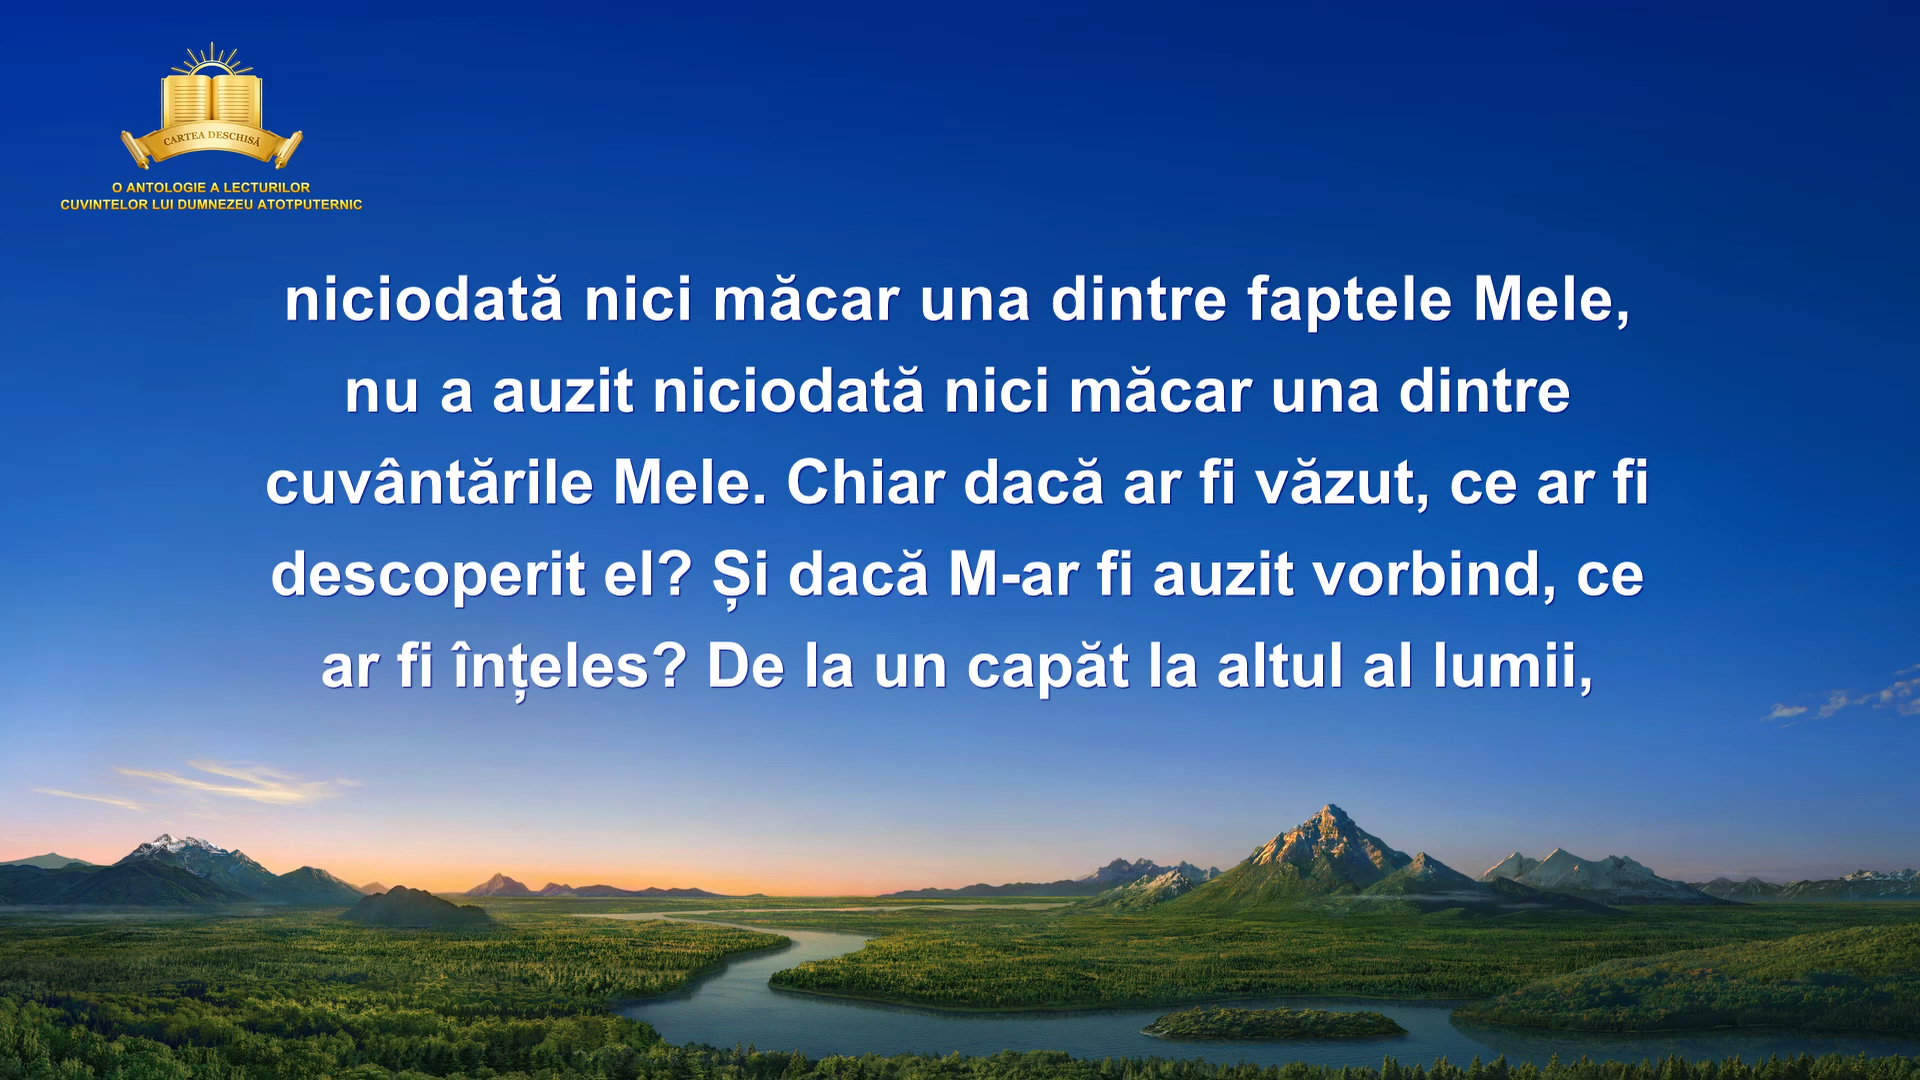 CARTEA DESCHISĂ
O ANTOLOGIE A LECTURILOR
CUVINTELOR LUI DUMNEZEU ATOTPUTERNIC
niciodată nici măcar una dintre faptele Mele,
nu a auzit niciodată nici măcar una dintre
cuvântările Mele. Chiar dacă ar fi văzut, ce ar fi
descoperit el? Și dacă M-ar fi auzit vorbind, ce
ar fi înțeles? De la un capăt la altul al lumii,